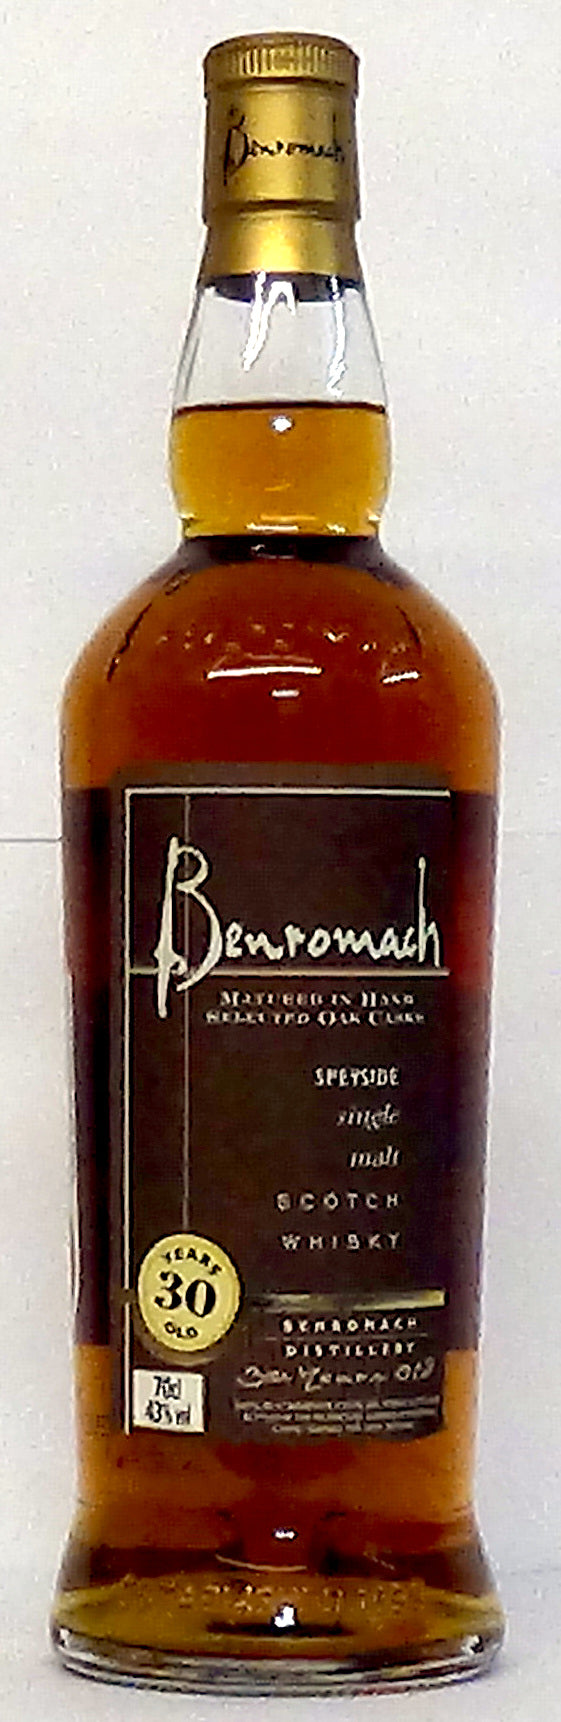 Benromach
Benromach
MATURED IN HAND
SELECTED OAK CASKS
SPEYSIDE
single
malt
SCOTCH
WHISKY
YEARS
30
OLD
BENROMACH
DISTILLERY
70cl
43%vol